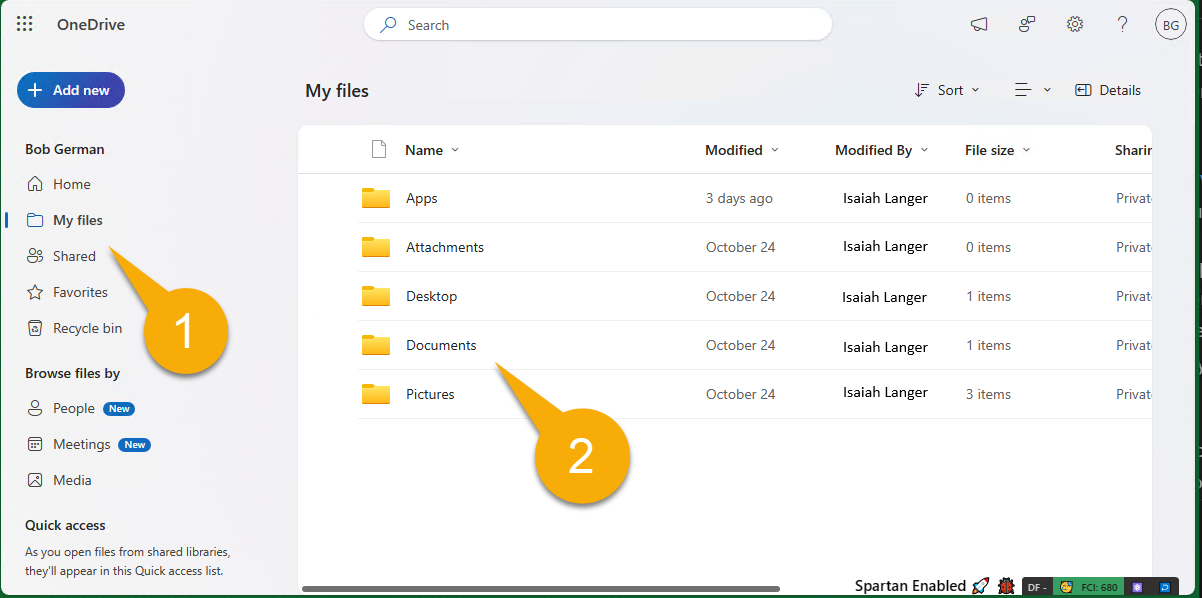 OneDrive
Search
BG
Add new
My files
Sort
Details
Bob German
Home
My files
Shared
Favorites
Recycle bin
Browse files by
People New
Meetings New
Media
Quick access
As you open files from shared libraries,
they'll appear in this Quick access list.
Name Modified Modified By File size Sharin
Apps 3 days ago Isaiah Langer 0 items Privat
Attachments October 24 Isaiah Langer 0 items Privat
Desktop October 24 Isaiah Langer 1 items Privat
Documents October 24 Isaiah Langer 1 items Privat
Pictures October 24 Isaiah Langer 3 items Privat
1
2
Spartan Enabled 🚀 🐞 DF - FCI: 680